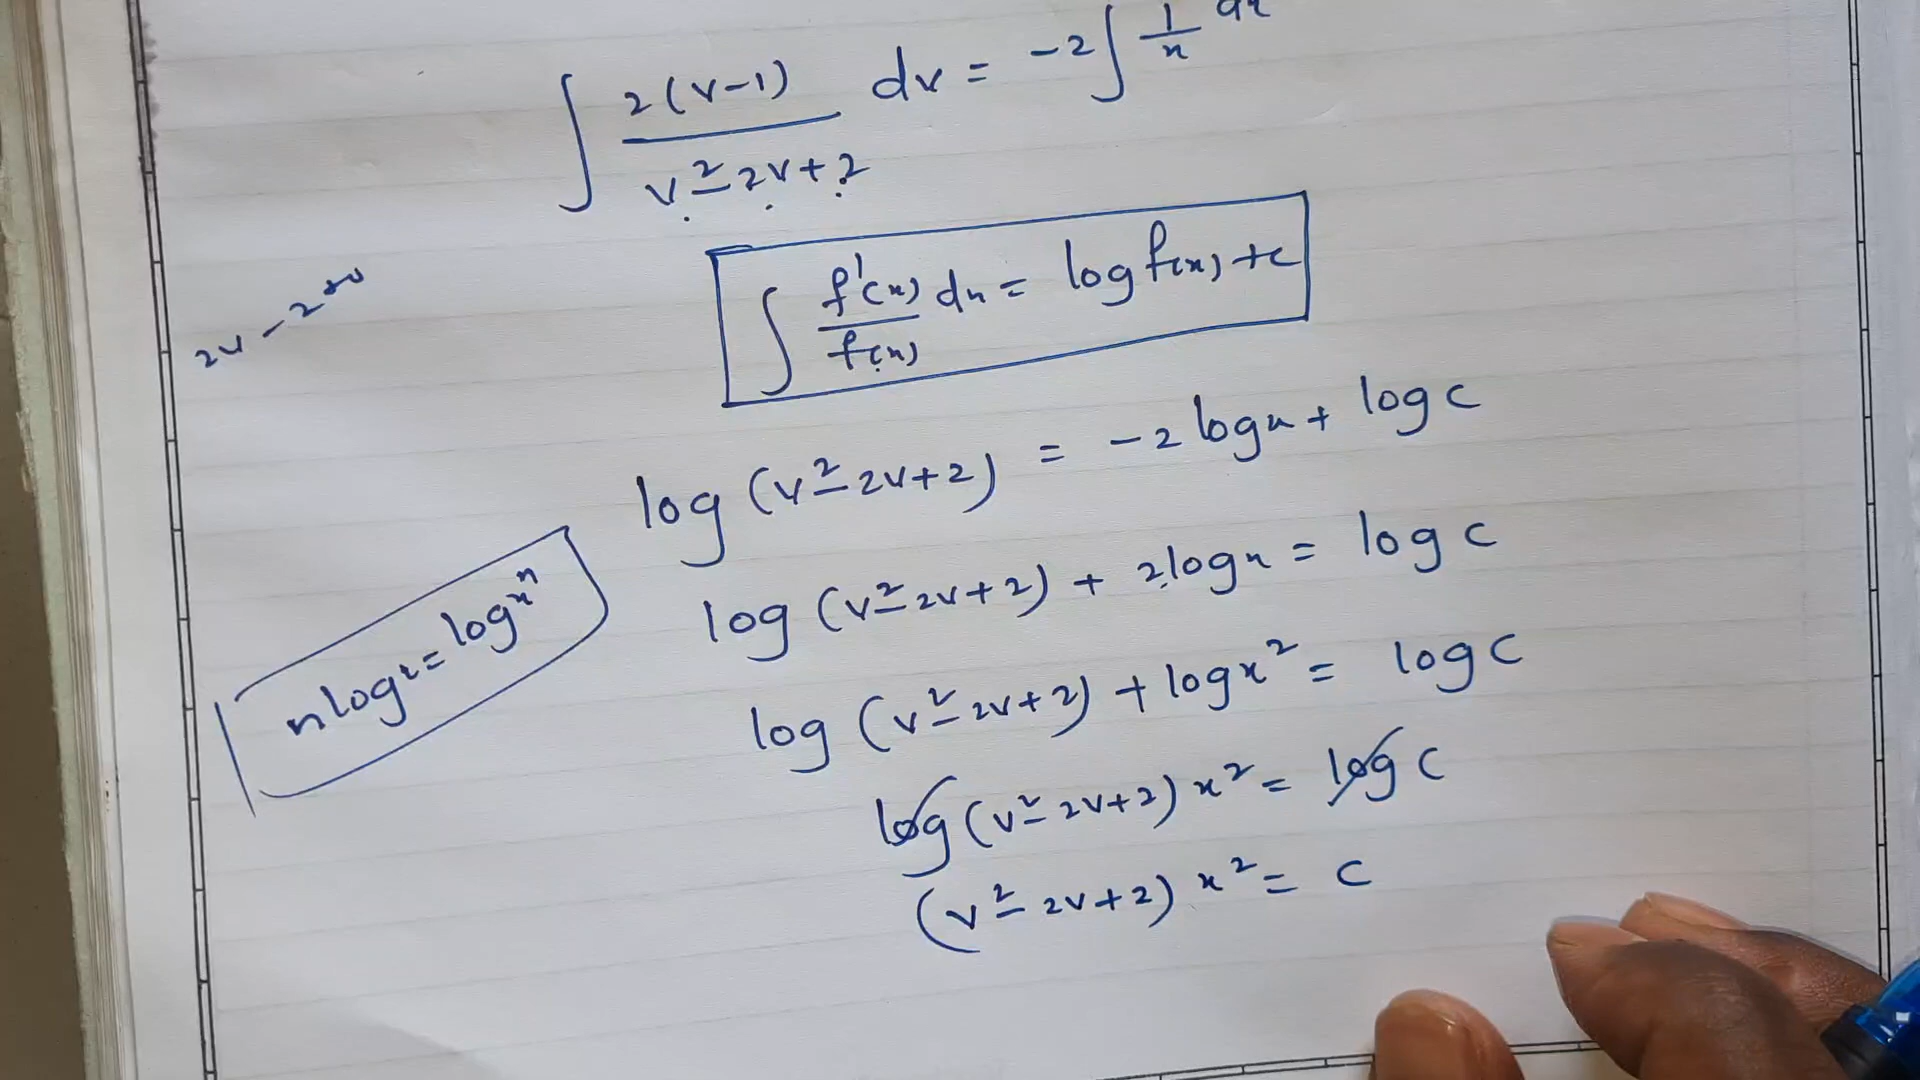 ∫ 2(v-1) / v²-2v+2 dv = -2∫ 1/x dx
2v-2+0
∫ f'(x)/f(x) dx = log f(x) + c
log (v²-2v+2) = -2 log x + log c
log (v²-2v+2) + 2 log x = log c
n log x = log xⁿ
log (v²-2v+2) + log x² = log c
log (v²-2v+2) x² = log c
(v²-2v+2) x² = c